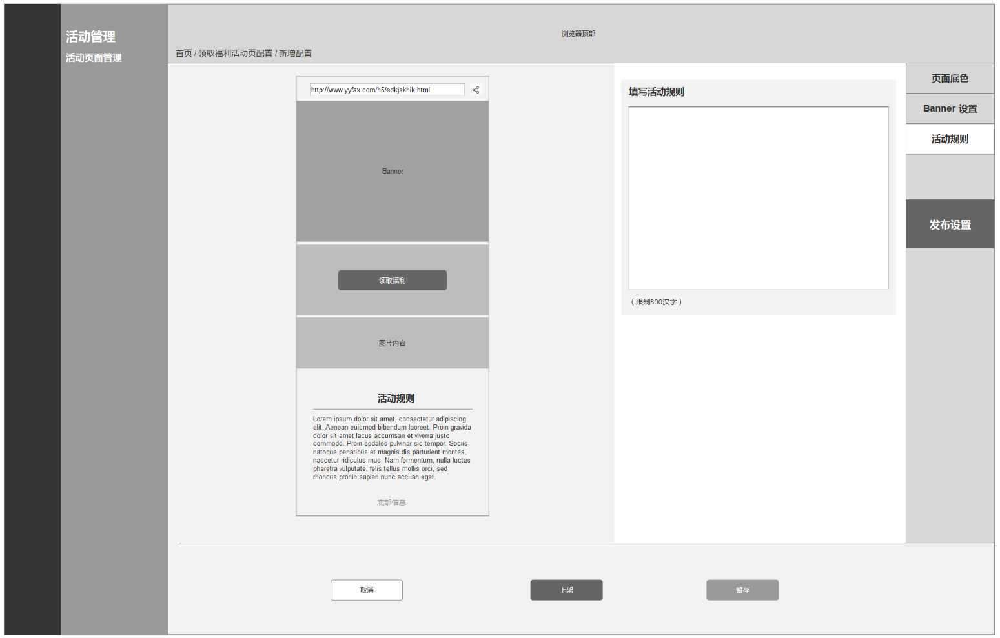 活动管理
活动页面管理
浏览器顶部
首页 / 领取福利活动页配置 / 新增配置
http://www.yyfax.com/h5/sdkjskhik.html
Banner
领取福利
图片内容
活动规则
Lorem ipsum dolor sit amet, consectetur adipiscing
elit. Aenean euismod bibendum laoreet. Proin gravida
dolor sit amet lacus accumsan et viverra justo
commodo. Proin sodales pulvinar sic tempor. Sociis
natoque penatibus et magnis dis parturient montes,
nascetur ridiculus mus. Nam fermentum, nulla luctus
pharetra vulputate, felis tellus mollis orci, sed
rhoncus pronin sapien nunc accuan eget.
底部信息
填写活动规则
（限制800汉字）
页面底色
Banner 设置
活动规则
发布设置
取消
上架
暂存